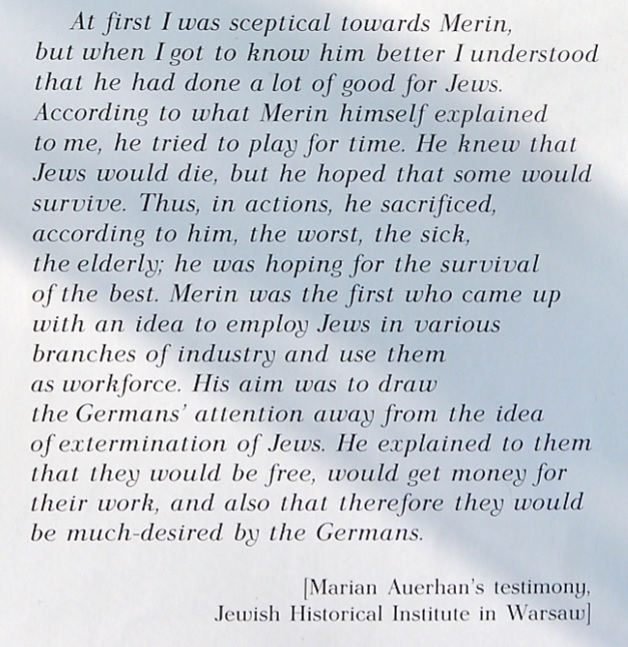 At first I was sceptical towards Merin,
but when I got to know him better I understood
that he had done a lot of good for Jews.
According to what Merin himself explained
to me, he tried to play for time. He knew that
Jews would die, but he hoped that some would
survive. Thus, in actions, he sacrificed,
according to him, the worst, the sick,
the elderly; he was hoping for the survival
of the best. Merin was the first who came up
with an idea to employ Jews in various
branches of industry and use them
as workforce. His aim was to draw
the Germans’ attention away from the idea
of extermination of Jews. He explained to them
that they would be free, would get money for
their work, and also that therefore they would
be much-desired by the Germans.
[Marian Auerhan’s testimony,
Jewish Historical Institute in Warsaw]